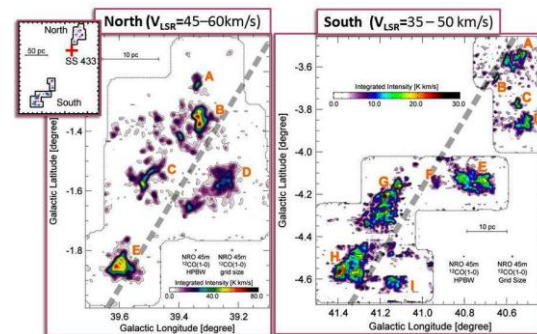 North (VLSR=45–60km/s)
South (VLSR=35 – 50 km/s)
North
50 pc
SS 433
South
10 pc
A
B
C
D
E
-1.4
-1.6
-1.8
Galactic Latitude [degree]
NRO 45m
12CO(1-0)
HPBW
NRO 45m
12CO(1-0)
grid size
Integrated Intensity [K km/s]
0.0 40.0 80.0
39.6 39.4 39.2
Galactic Longitude [degree]
Integrated Intensity [K km/s]
0.0 10.0 20.0 30.0
A
B
C
E
F
G
H
I
-3.6
-3.8
-4.0
-4.2
-4.4
-4.6
Galactic Latitude [degree]
10 pc
NRO 45m
12CO(1-0)
HPBW
NRO 45m
12CO(1-0)
grid size
41.4 41.2 41.0 40.8 40.6
Galactic Longitude [degree]